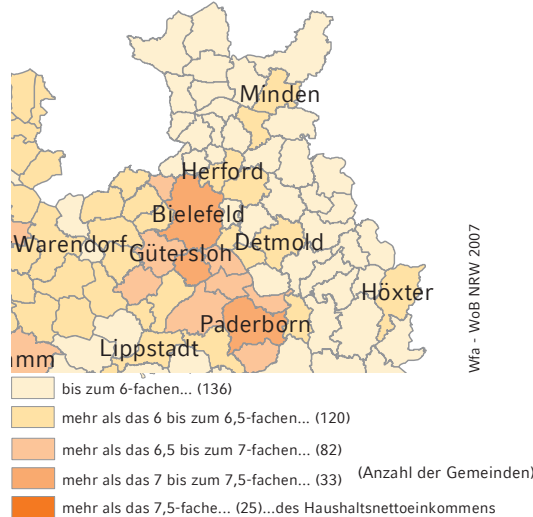 Minden
Herford
Bielefeld
Warendorf
Gütersloh
Detmold
Höxter
Paderborn
Lippstadt
amm
Wfa - WoB NRW 2007
bis zum 6-fachen... (136)
mehr als das 6 bis zum 6,5-fachen... (120)
mehr als das 6,5 bis zum 7-fachen... (82)
mehr als das 7 bis zum 7,5-fachen... (33)
(Anzahl der Gemeinden)
mehr als das 7,5-fache... (25)...des Haushaltsnettoeinkommens